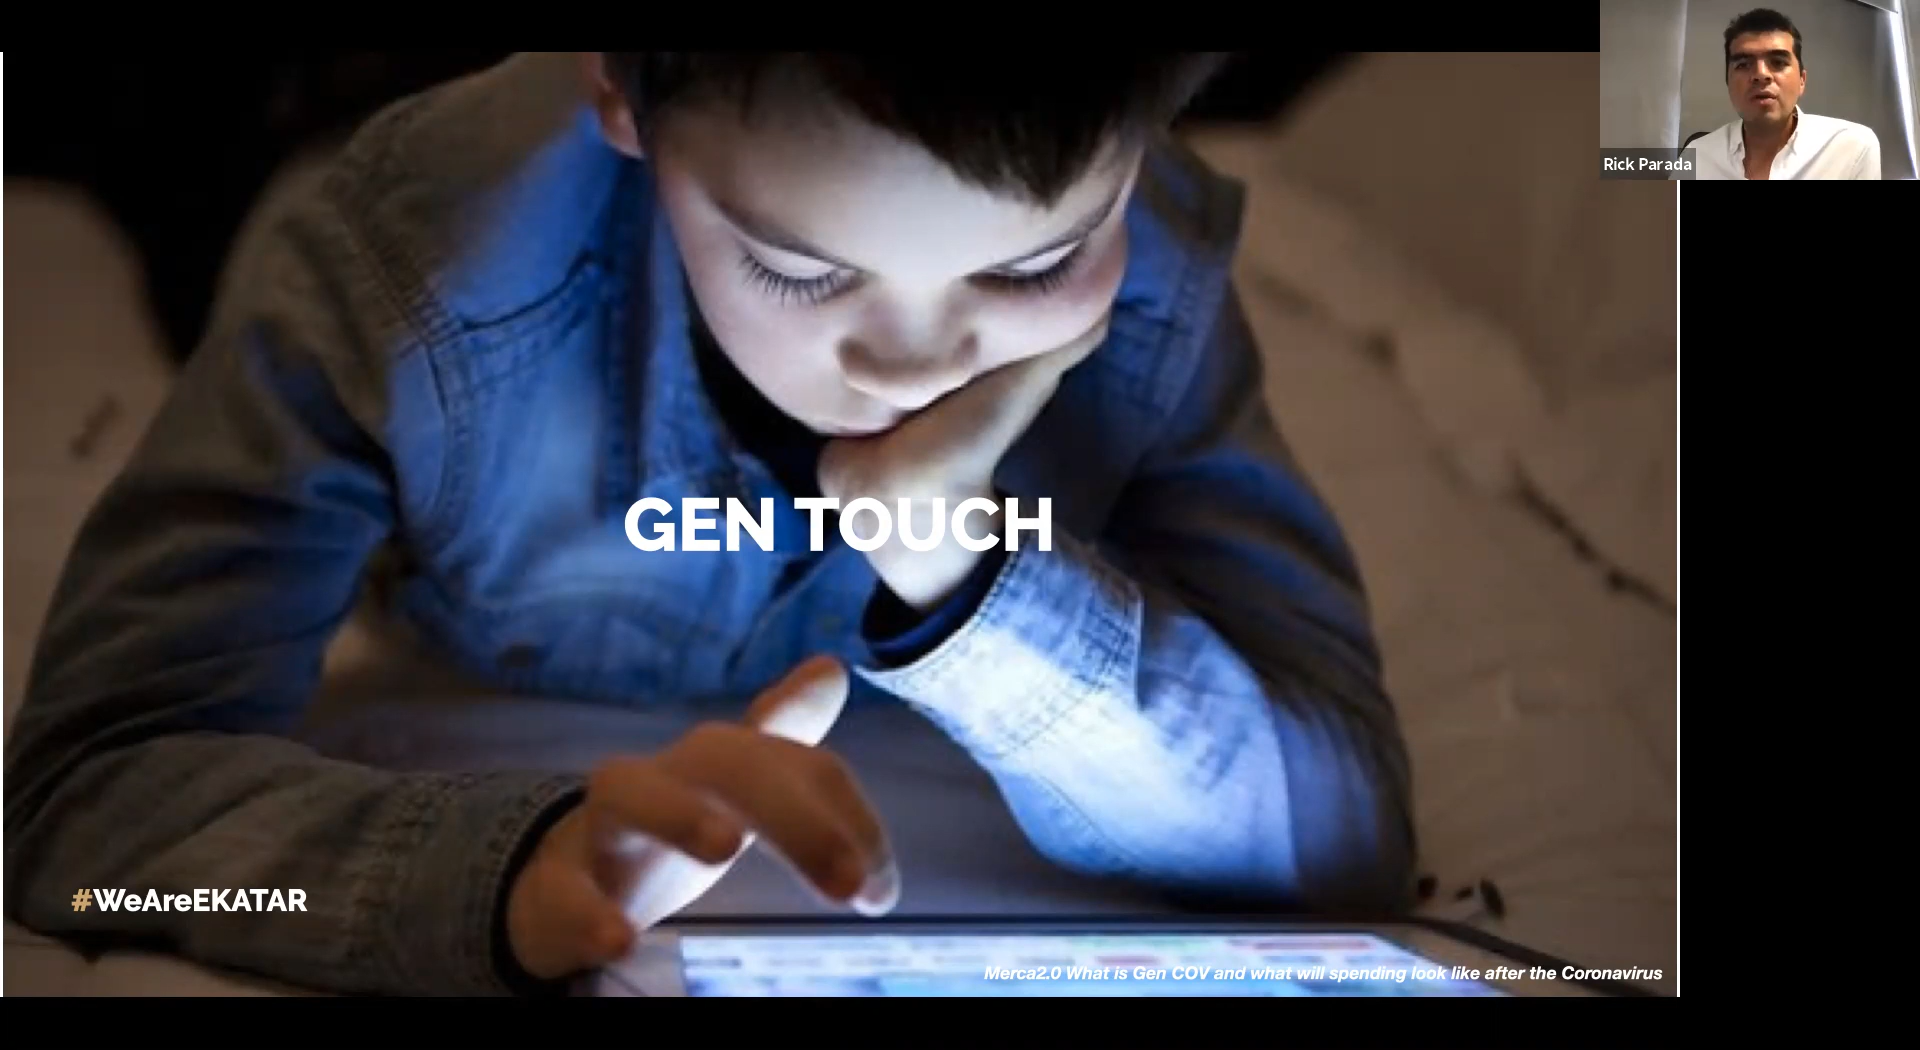 Rick Parada
GEN TOUCH
#WeAreEKATAR
Merca2.0 What is Gen COV and what will spending look like after the Coronavirus